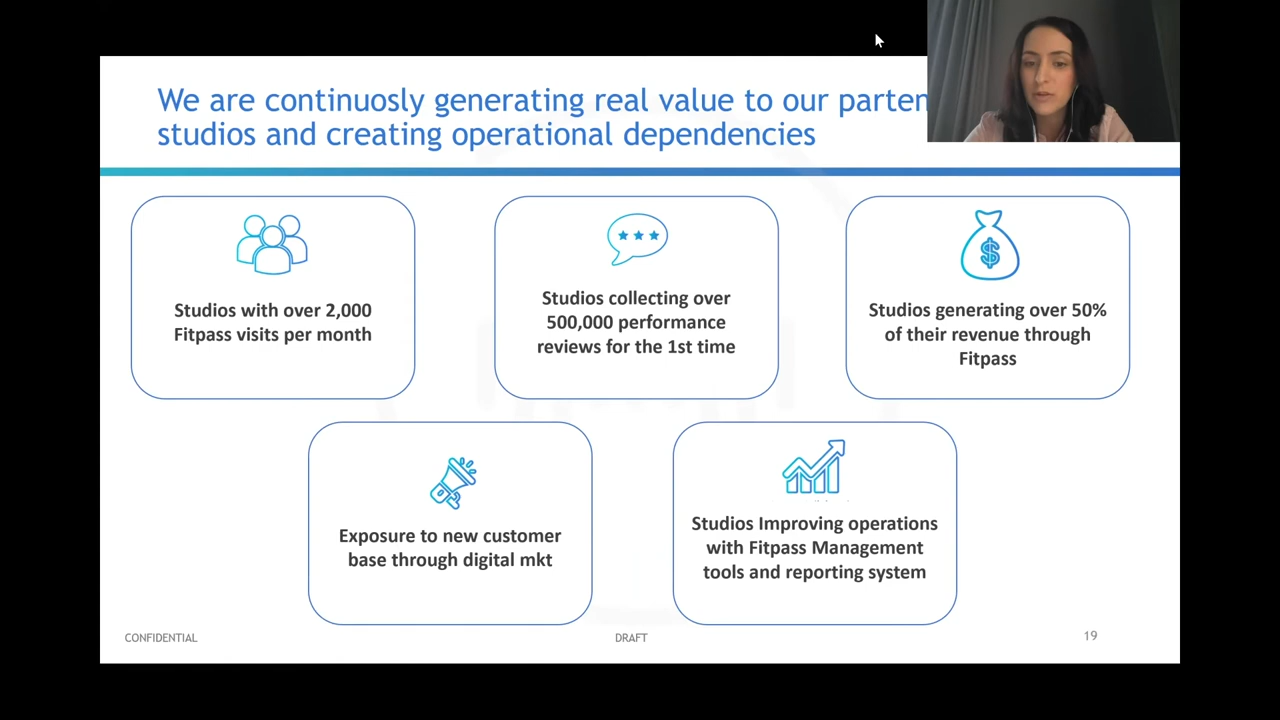 We are continuosly generating real value to our parten
studios and creating operational dependencies
Studios with over 2,000
Fitpass visits per month
Studios collecting over
500,000 performance
reviews for the 1st time
$
Studios generating over 50%
of their revenue through
Fitpass
Exposure to new customer
base through digital mkt
Studios Improving operations
with Fitpass Management
tools and reporting system
CONFIDENTIAL
DRAFT
19